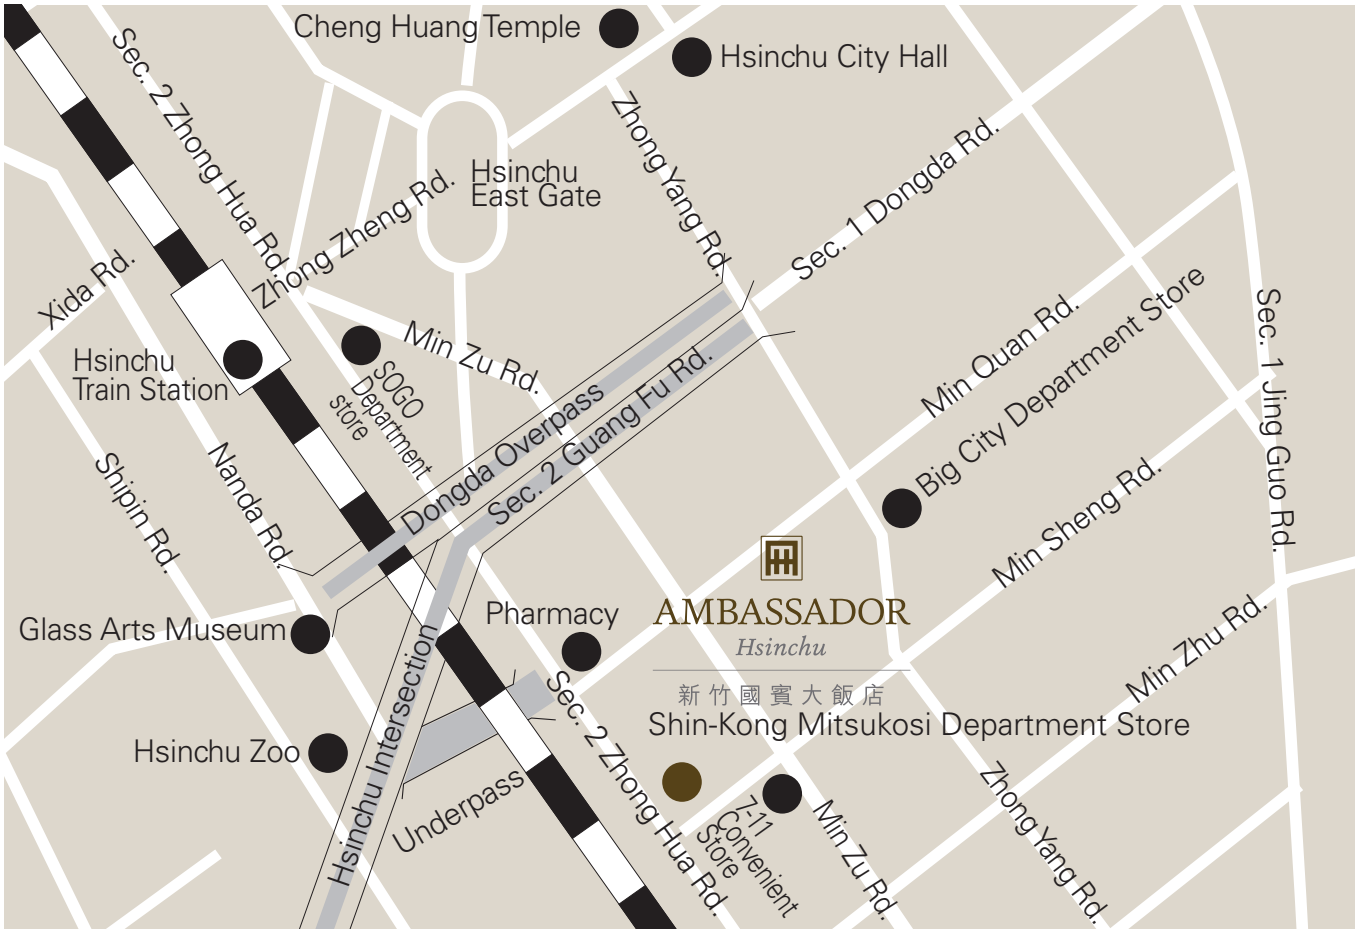 Cheng Huang Temple
Hsinchu City Hall
Sec. 2 Zhong Hua Rd.
Zhong Yang Rd.
Hsinchu
East Gate
Sec. 1 Dongda Rd.
Zhong Zheng Rd.
Xida Rd.
Hsinchu
Train Station
SOGO
Department
store
Min Zu Rd.
Min Quan Rd.
Big City Department Store
Sec. 1 Jing Guo Rd.
Dongda Overpass
Sec. 2 Guang Fu Rd.
Shipin Rd.
Nanda Rd.
Min Sheng Rd.
AMBASSADOR
Hsinchu
新竹國賓大飯店
Pharmacy
Glass Arts Museum
Min Zhu Rd.
Shin-Kong Mitsukosi Department Store
Hsinchu Zoo
Hsinchu Intersection
Underpass
Sec. 2 Zhong Hua Rd.
7-11
Convenient
Store
Min Zu Rd.
Zhong Yang Rd.